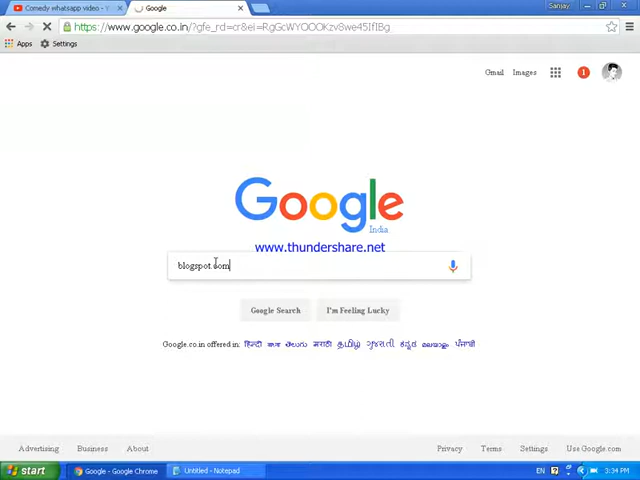 Comedy whatsapp video - Y
Google
Sanjay
https://www.google.co.in/?gfe_rd=cr&ei=RgGcWYOOOKzv8we45IfIBg
Apps Settings
Gmail Images 1
Google
India
www.thundershare.net
blogspot.com
Google Search I'm Feeling Lucky
Google.co.in offered in: हिन्दी বাংলা తెలుగు मराठी தமிழ் ગુજરાતી ಕನ್ನಡ മലയാളം ਪੰਜਾਬੀ
Advertising Business About Privacy Terms Settings Use Google.com
start Google - Google Chrome Untitled - Notepad EN 3:34 PM